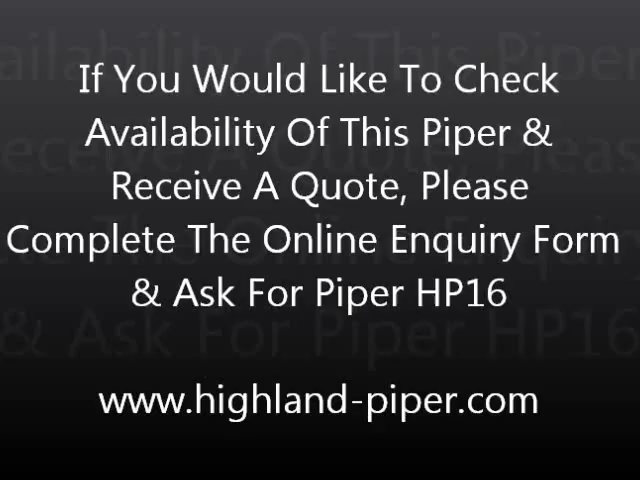 If You Would Like To Check
Availability Of This Piper &
Receive A Quote, Please
Complete The Online Enquiry Form
& Ask For Piper HP16
www.highland-piper.com